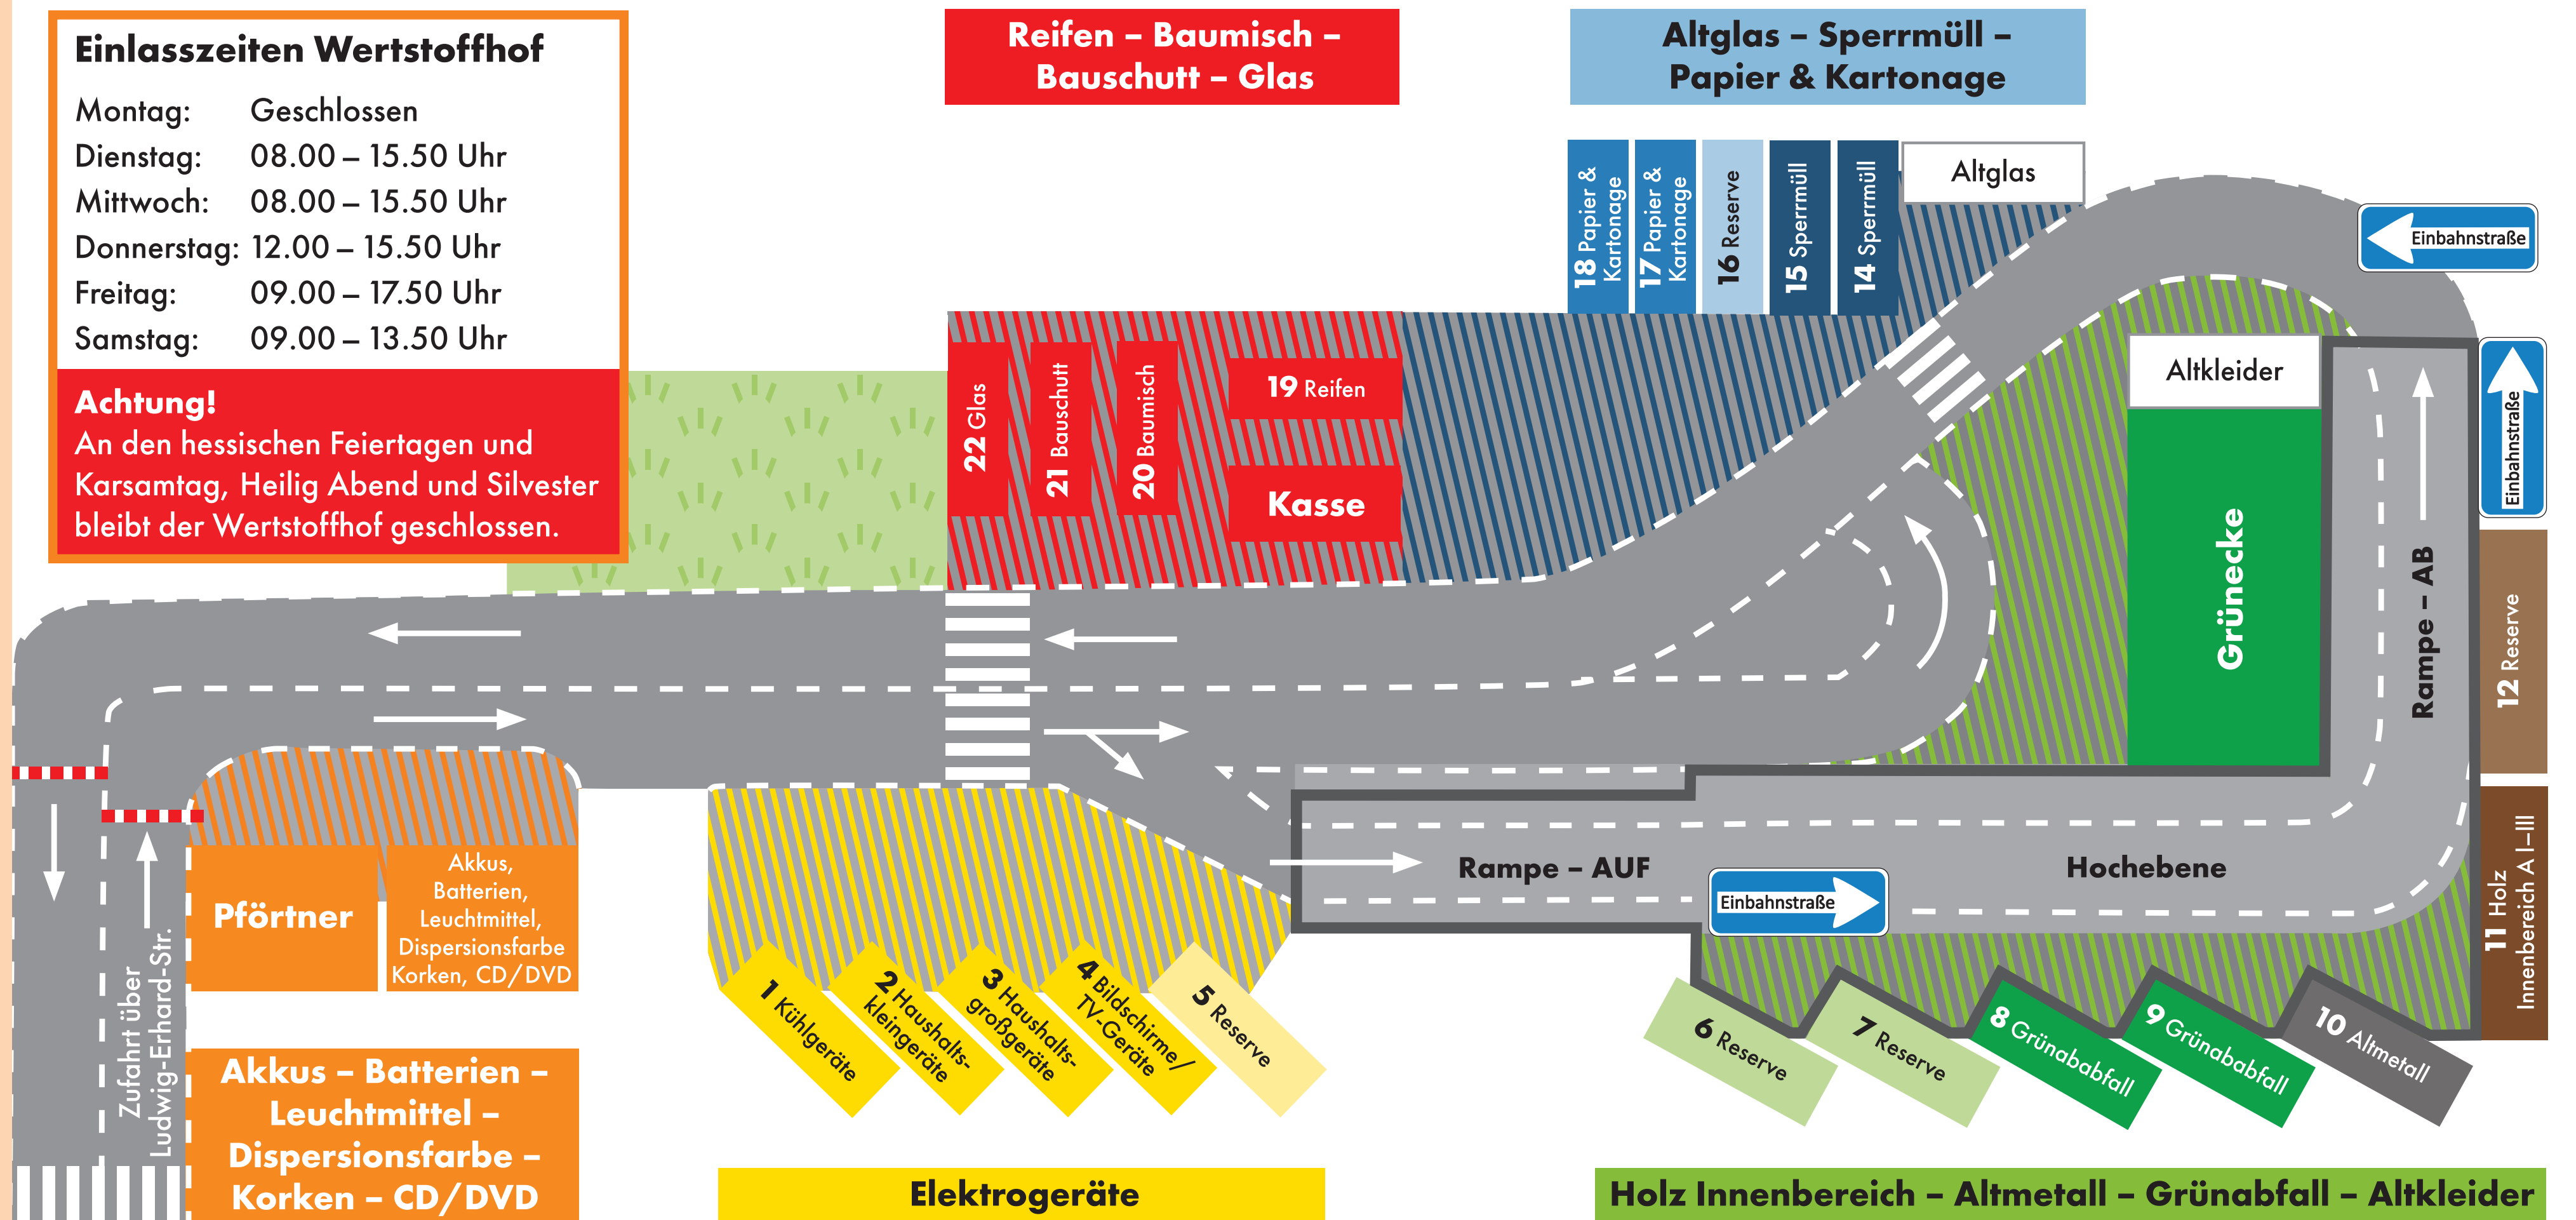 Einlasszeiten Wertstoffhof
Montag: Geschlossen
Dienstag: 08.00 – 15.50 Uhr
Mittwoch: 08.00 – 15.50 Uhr
Donnerstag: 12.00 – 15.50 Uhr
Freitag: 09.00 – 17.50 Uhr
Samstag: 09.00 – 13.50 Uhr
Achtung!
An den hessischen Feiertagen und
Karsamtag, Heilig Abend und Silvester
bleibt der Wertstoffhof geschlossen.
Reifen – Baumisch –
Bauschutt – Glas
Altglas – Sperrmüll –
Papier & Kartonage
18 Papier &
Kartonage
17 Papier &
Kartonage
16 Reserve
15 Sperrmüll
14 Sperrmüll
Altglas
Einbahnstraße
22 Glas
21 Bauschutt
20 Baumisch
19 Reifen
Kasse
Altkleider
Grünecke
Rampe – AB
Einbahnstraße
12 Reserve
11 Holz
Innenbereich A I–III
Rampe – AUF
Einbahnstraße
Hochebene
Pförtner
Akkus,
Batterien,
Leuchtmittel,
Dispersionsfarbe
Korken, CD/DVD
Zufahrt über
Ludwig-Erhard-Str.
1 Kühlgeräte
2 Haushalts-
kleingeräte
3 Haushalts-
großgeräte
4 Bildschirme/
TV-Geräte
5 Reserve
6 Reserve
7 Reserve
8 Grünababfall
9 Grünababfall
10 Altmetall
Akkus – Batterien –
Leuchtmittel –
Dispersionsfarbe –
Korken – CD/DVD
Elektrogeräte
Holz Innenbereich – Altmetall – Grünabfall – Altkleider